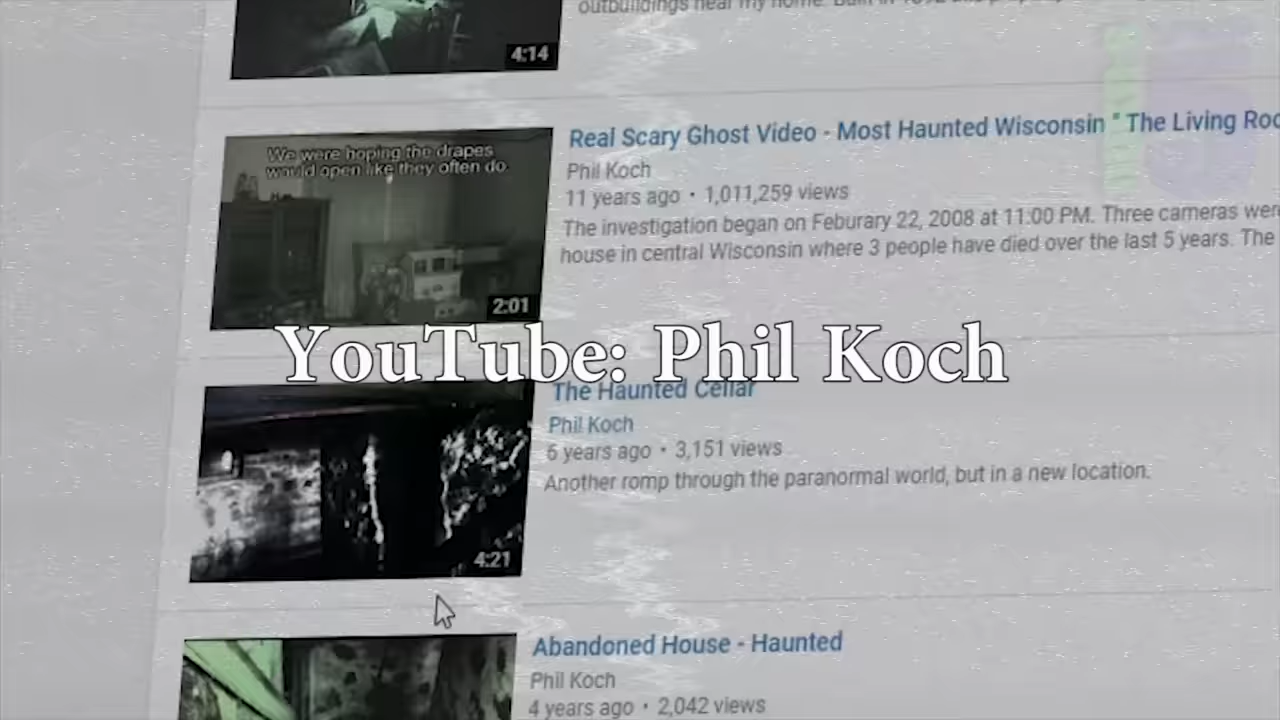 outbuildings near my home. Built in
4:14
Real Scary Ghost Video - Most Haunted Wisconsin " The Living Roo
We were hoping the drapes
would open like they often do.
Phil Koch
11 years ago • 1,011,259 views
The investigation began on Feburary 22, 2008 at 11:00 PM. Three cameras were
house in central Wisconsin where 3 people have died over the last 5 years. The
2:01
YouTube: Phil Koch
The Haunted Cellar
Phil Koch
6 years ago • 3,151 views
Another romp through the paranormal world, but in a new location.
4:21
Abandoned House - Haunted
Phil Koch
4 years ago • 2,042 views